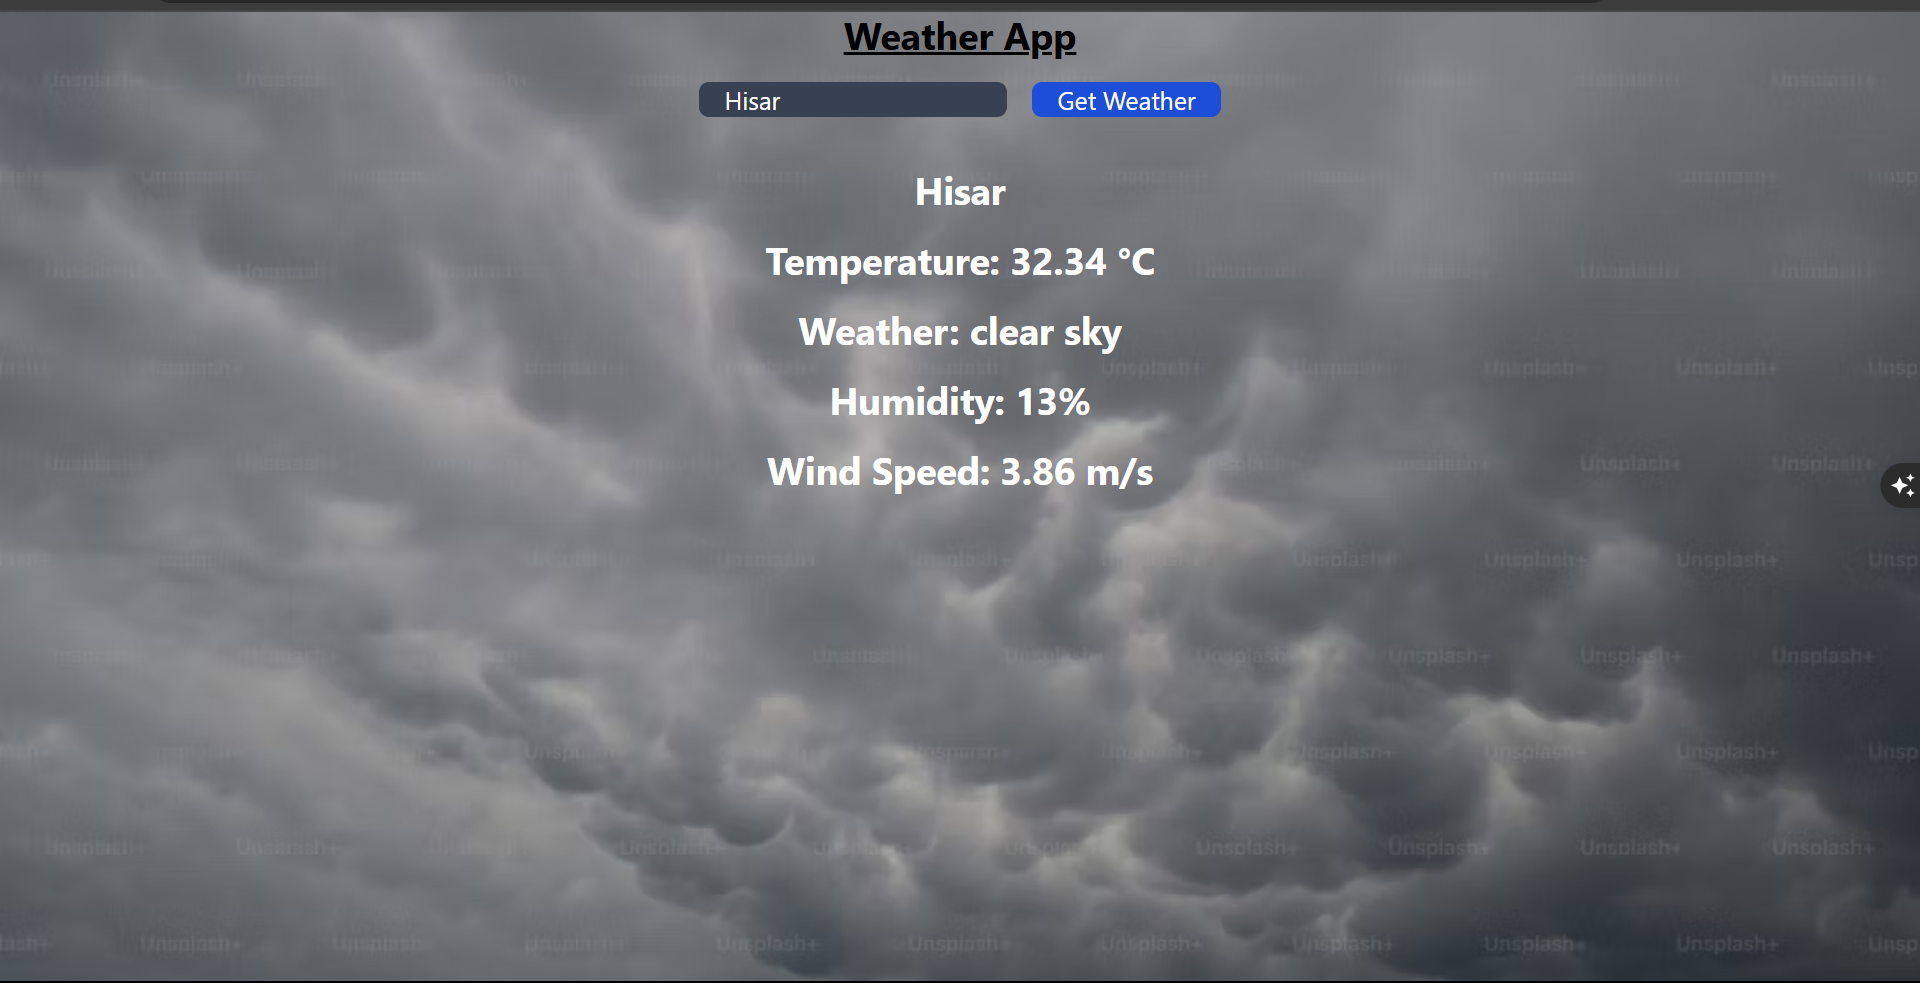 Weather App
Hisar
Get Weather
Hisar
Temperature: 32.34 °C
Weather: clear sky
Humidity: 13%
Wind Speed: 3.86 m/s
Unsplash+